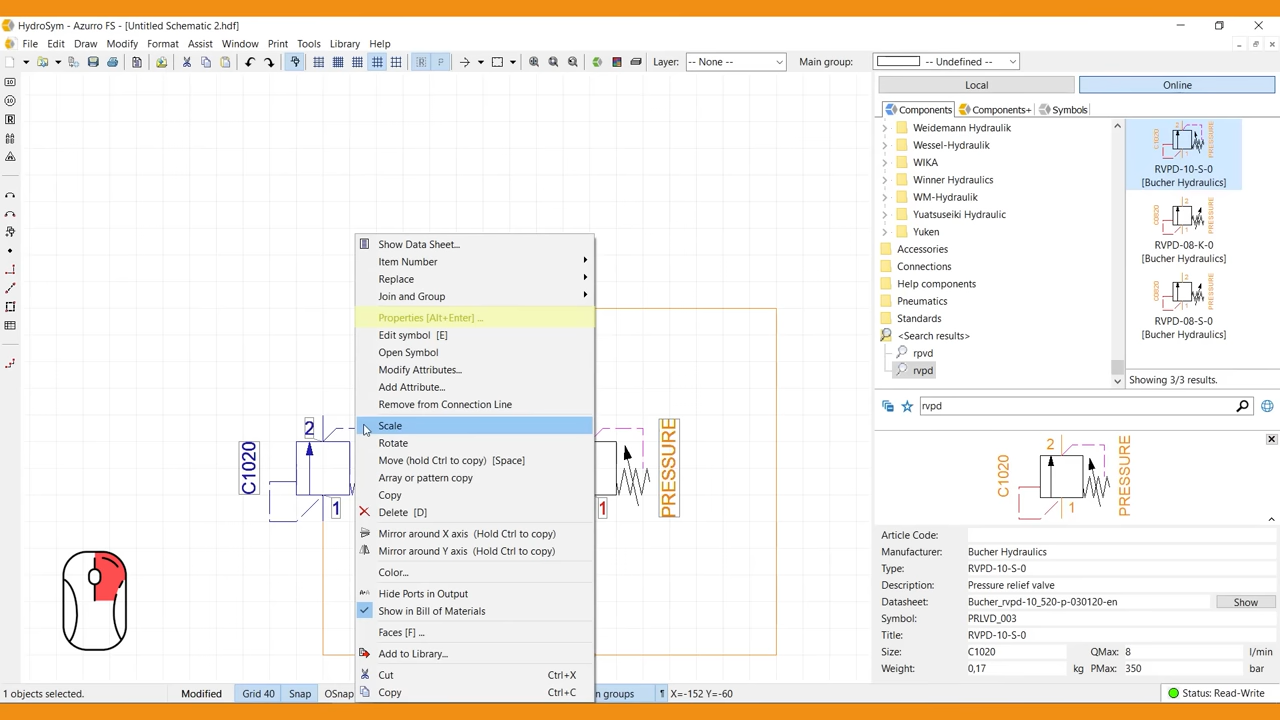 HydroSym - Azurro FS - [Untitled Schematic 2.hdf]
File Edit Draw Modify Format Assist Window Print Tools Library Help
Layer: -- None -- Main group: -- Undefined --
Local Online
Components Components+ Symbols
Weidemann Hydraulik
Wessel-Hydraulik
WIKA
Winner Hydraulics
WM-Hydraulik
Yuatsuseiki Hydraulic
Yuken
Accessories
Connections
Help components
Pneumatics
Standards
<Search results>
rpvd
rvpd
C1020 2 1 PRESSURE
RVPD-10-S-0
[Bucher Hydraulics]
RVPD-08-K-0
[Bucher Hydraulics]
RVPD-08-S-0
[Bucher Hydraulics]
Showing 3/3 results.
rvpd
C1020 2 1 PRESSURE
Article Code:
Manufacturer: Bucher Hydraulics
Type: RVPD-10-S-0
Description: Pressure relief valve
Datasheet: Bucher_rvpd-10_520-p-030120-en Show
Symbol: PRLVD_003
Title: RVPD-10-S-0
Size: C1020 QMax: 8 l/min
Weight: 0,17 kg PMax: 350 bar
Show Data Sheet...
Item Number
Replace
Join and Group
Properties [Alt+Enter] ...
Edit symbol [E]
Open Symbol
Modify Attributes...
Add Attribute...
Remove from Connection Line
Scale
Rotate
Move (hold Ctrl to copy) [Space]
Array or pattern copy
Copy
Delete [D]
Mirror around X axis (Hold Ctrl to copy)
Mirror around Y axis (Hold Ctrl to copy)
Color...
Hide Ports in Output
Show in Bill of Materials
Faces [F] ...
Add to Library...
Cut Ctrl+X
Copy Ctrl+C
C1020 2 1
1 PRESSURE
1 objects selected. Modified Grid 40 Snap OSnap n groups ¶ X=-152 Y=-60 Status: Read-Write